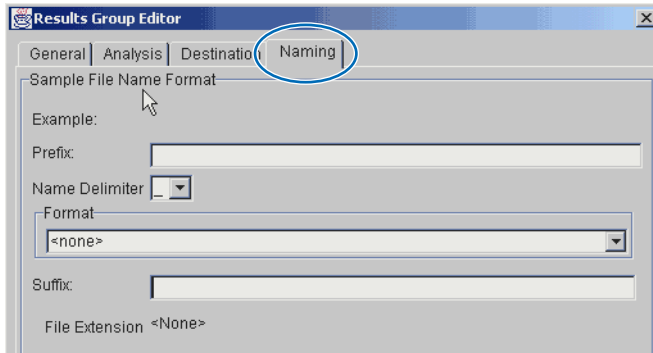 Results Group Editor
General Analysis Destination Naming
Sample File Name Format
Example:
Prefix:
Name Delimiter _
Format
<none>
Suffix:
File Extension <None>